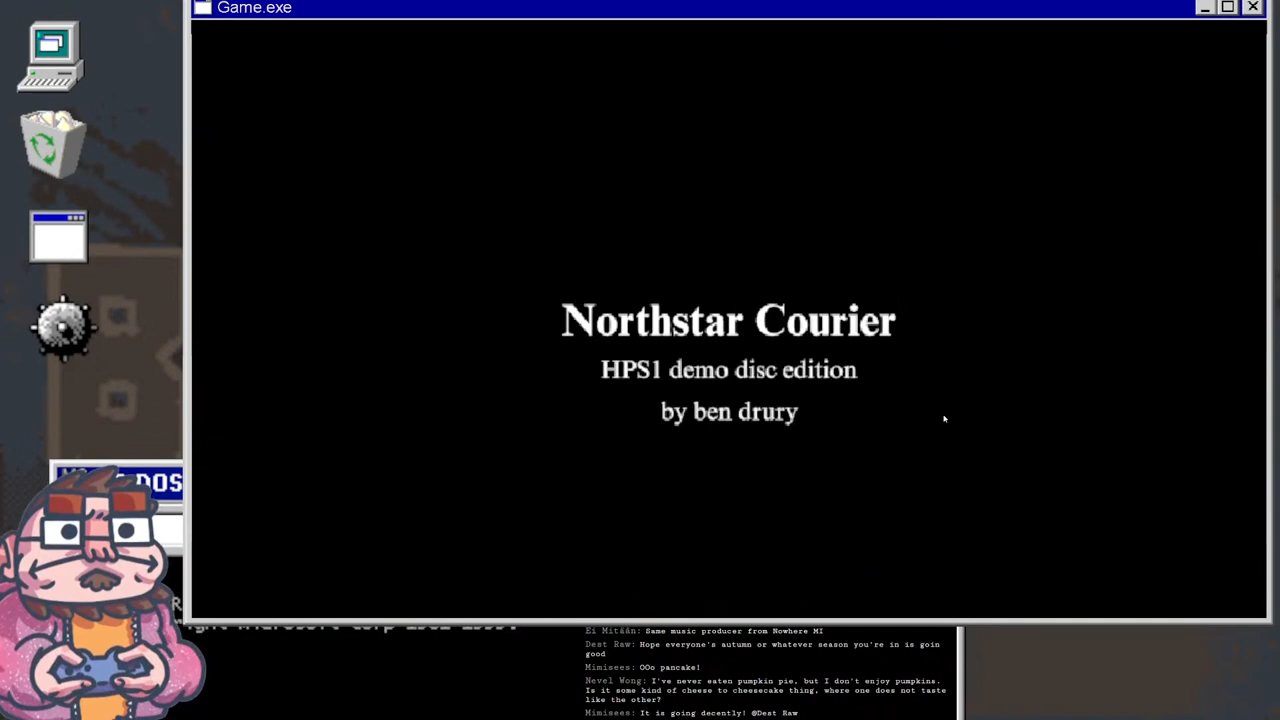 Game.exe
Northstar Courier
HPS1 demo disc edition
by ben drury
DOS
Ei Mitään: Same music producer from Nowhere MI
Dest Raw: Hope everyone's autumn or whatever season you're in is goin
good
Mimisees: OOo pancake!
Nevel Wong: I've never eaten pumpkin pie, but I don't enjoy pumpkins.
Is it some kind of cheese to cheesecake thing, where one does not taste
like the other?
Mimisees: It is going decently! @Dest Raw